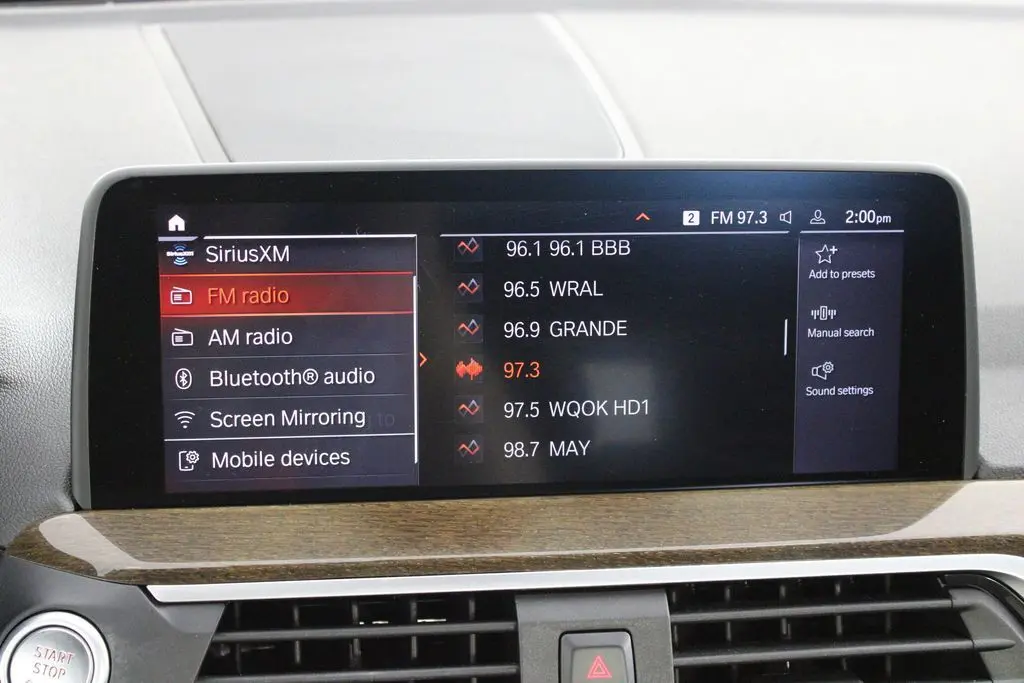 2 FM 97.3 2:00pm
SiriusXM
FM radio
AM radio
Bluetooth® audio
Screen Mirroring
Mobile devices
96.1 96.1 BBB
96.5 WRAL
96.9 GRANDE
97.3
97.5 WQOK HD1
98.7 MAY
Add to presets
Manual search
Sound settings
START
STOP